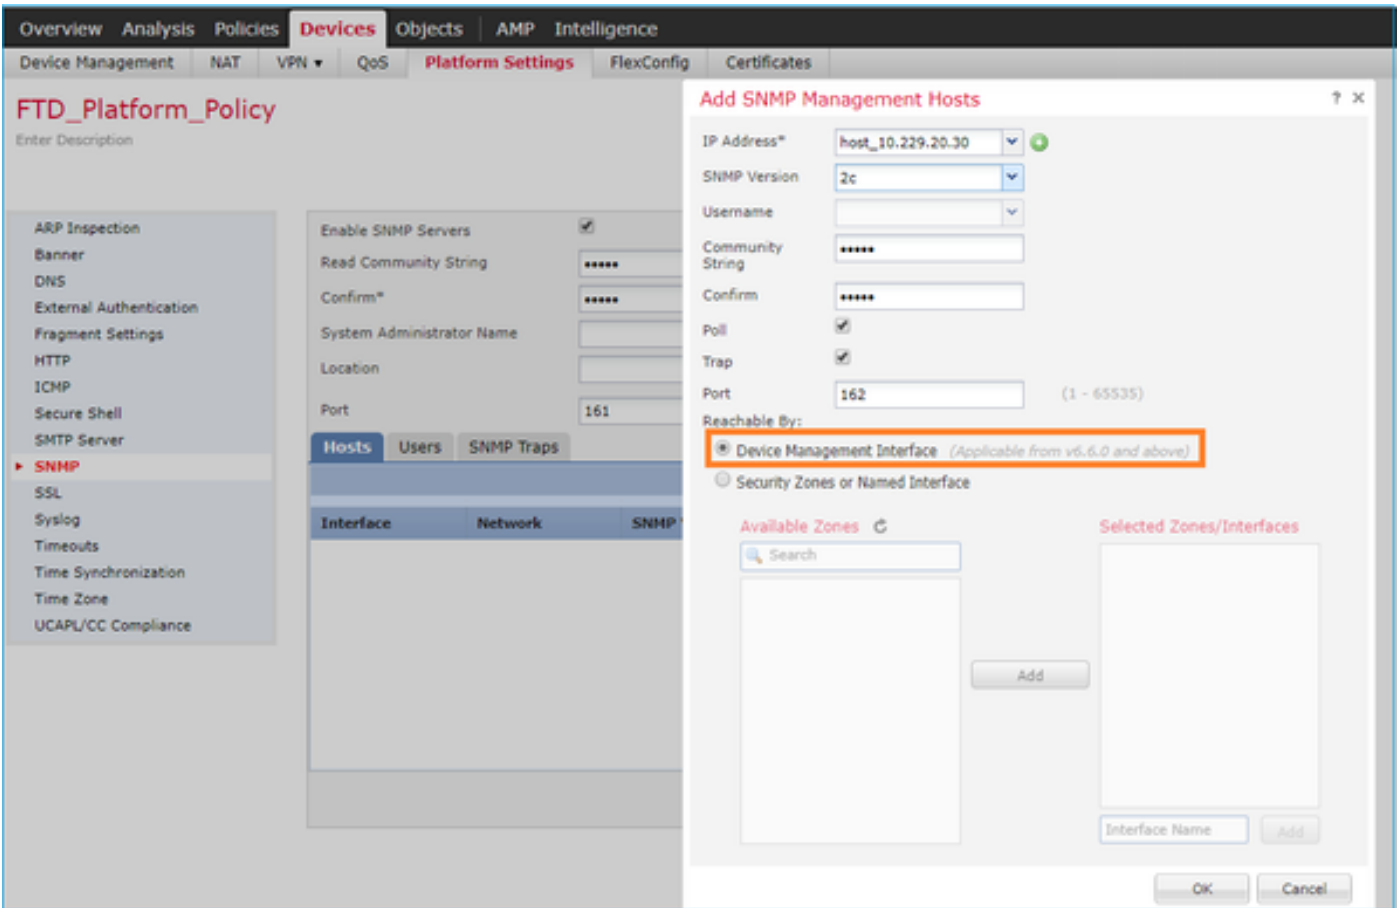 Overview Analysis Policies Devices Objects AMP Intelligence
Device Management NAT VPN ▾ QoS Platform Settings FlexConfig Certificates
FTD_Platform_Policy
Enter Description
ARP Inspection
Banner
DNS
External Authentication
Fragment Settings
HTTP
ICMP
Secure Shell
SMTP Server
SNMP
SSL
Syslog
Timeouts
Time Synchronization
Time Zone
UCAPL/CC Compliance
Enable SNMP Servers
Read Community String •••••
Confirm* •••••
System Administrator Name
Location
Port 161
Hosts Users SNMP Traps
Interface Network SNMP
Add SNMP Management Hosts ? X
IP Address* host_10.229.20.30
SNMP Version 2c
Username
Community
String •••••
Confirm •••••
Poll
Trap
Port 162 (1 - 65535)
Reachable By:
Device Management Interface (Applicable from v6.6.0 and above)
Security Zones or Named Interface
Available Zones Selected Zones/Interfaces
Search
Add
Interface Name Add
OK Cancel